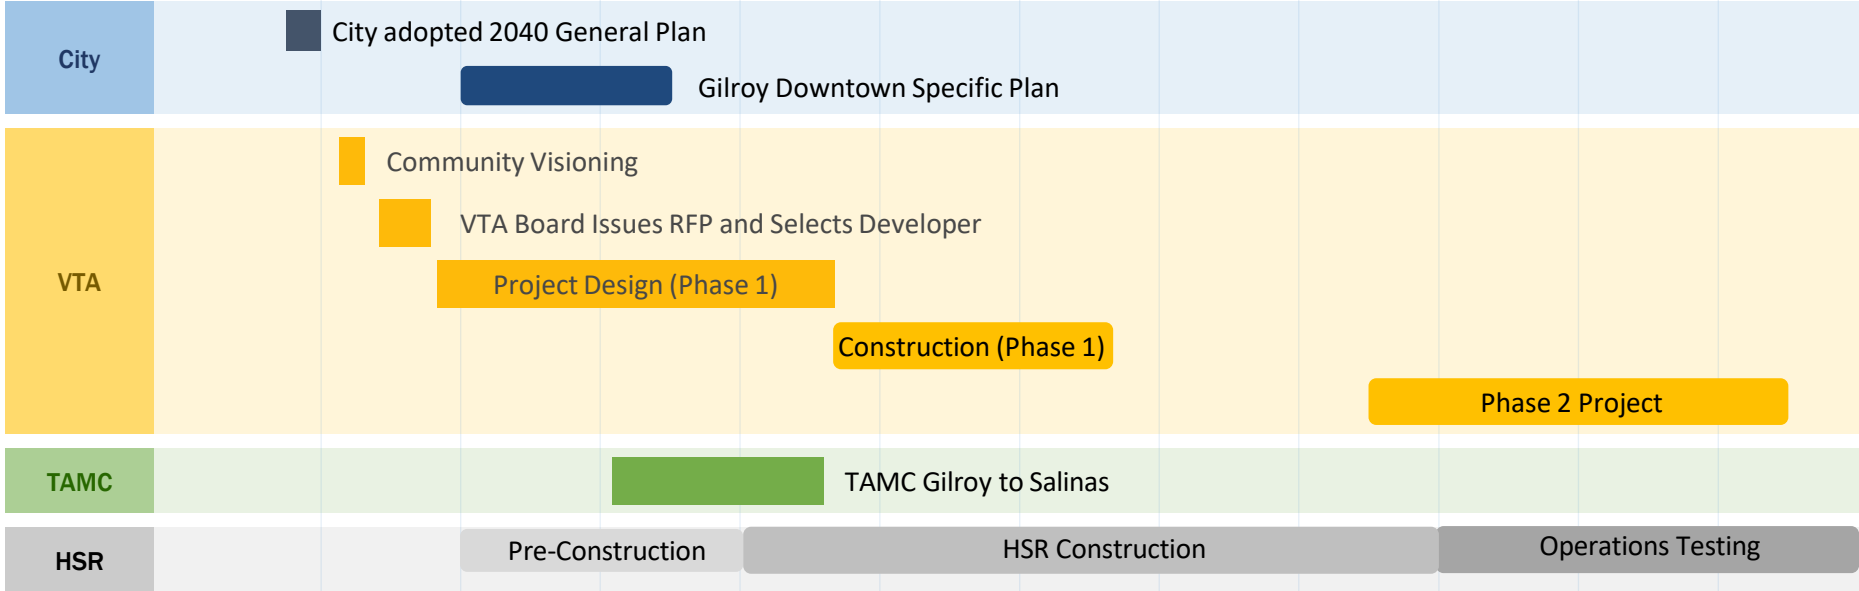 City
City adopted 2040 General Plan
Gilroy Downtown Specific Plan
VTA
Community Visioning
VTA Board Issues RFP and Selects Developer
Project Design (Phase 1)
Construction (Phase 1)
Phase 2 Project
TAMC
TAMC Gilroy to Salinas
HSR
Pre-Construction
HSR Construction
Operations Testing